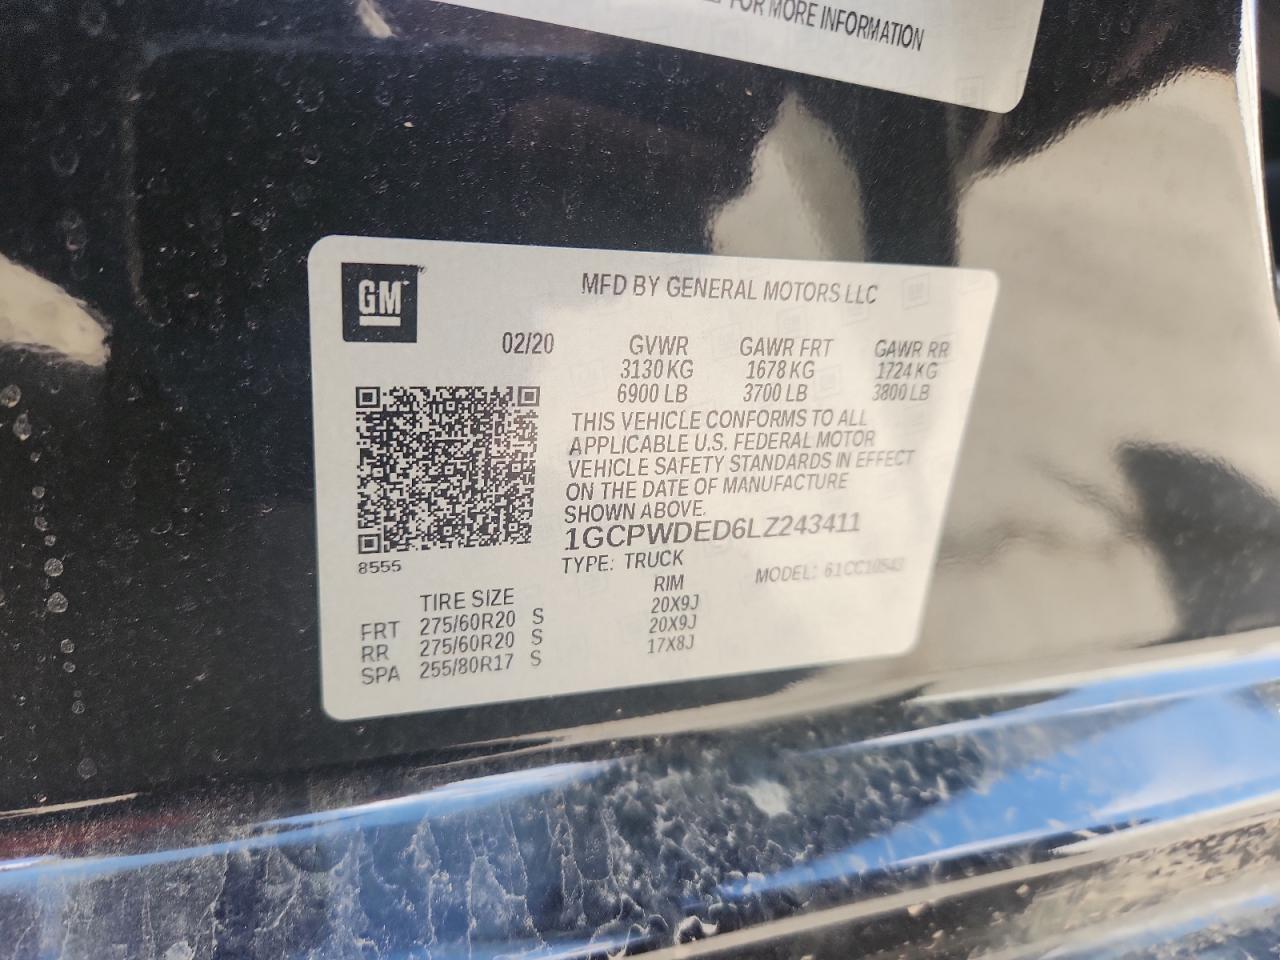 FOR MORE INFORMATION
GM
MFD BY GENERAL MOTORS LLC
02/20 GVWR GAWR FRT GAWR RR
3130 KG 1678 KG 1724 KG
6900 LB 3700 LB 3800 LB
THIS VEHICLE CONFORMS TO ALL
APPLICABLE U.S. FEDERAL MOTOR
VEHICLE SAFETY STANDARDS IN EFFECT
ON THE DATE OF MANUFACTURE
SHOWN ABOVE.
1GCPWDED6LZ243411
8555
TYPE: TRUCK MODEL: 61CC10543
TIRE SIZE RIM
FRT 275/60R20 S 20X9J
RR 275/60R20 S 20X9J
SPA 255/80R17 S 17X8J